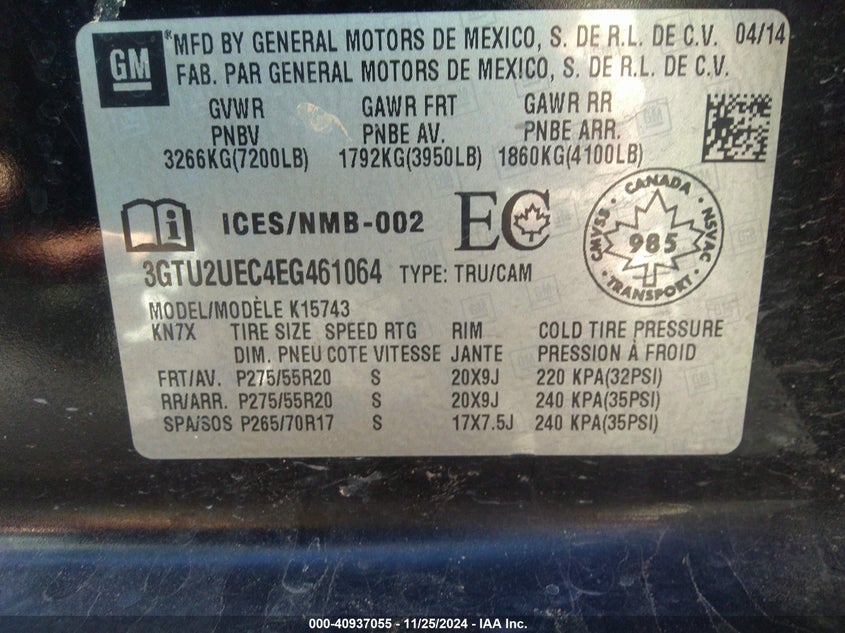 GM
®MFD BY GENERAL MOTORS DE MEXICO, S. DE R.L. DE C.V. 04/14
FAB. PAR GENERAL MOTORS DE MEXICO, S. DE R.L. DE C.V.
GVWR GAWR FRT GAWR RR
PNBV PNBE AV. PNBE ARR.
3266KG(7200LB) 1792KG(3950LB) 1860KG(4100LB)
i ICES/NMB-002 EC
CANADA
CMVSS 985 NSVAC
TRANSPORT
3GTU2UEC4EG461064 TYPE: TRU/CAM
MODEL/MODÈLE K15743
KN7X TIRE SIZE SPEED RTG RIM COLD TIRE PRESSURE
DIM. PNEU COTE VITESSE JANTE PRESSION À FROID
FRT/AV. P275/55R20 S 20X9J 220 KPA(32PSI)
RR/ARR. P275/55R20 S 20X9J 240 KPA(35PSI)
SPA/SOS P265/70R17 S 17X7.5J 240 KPA(35PSI)
000-40937055 - 11/25/2024 - IAA Inc.